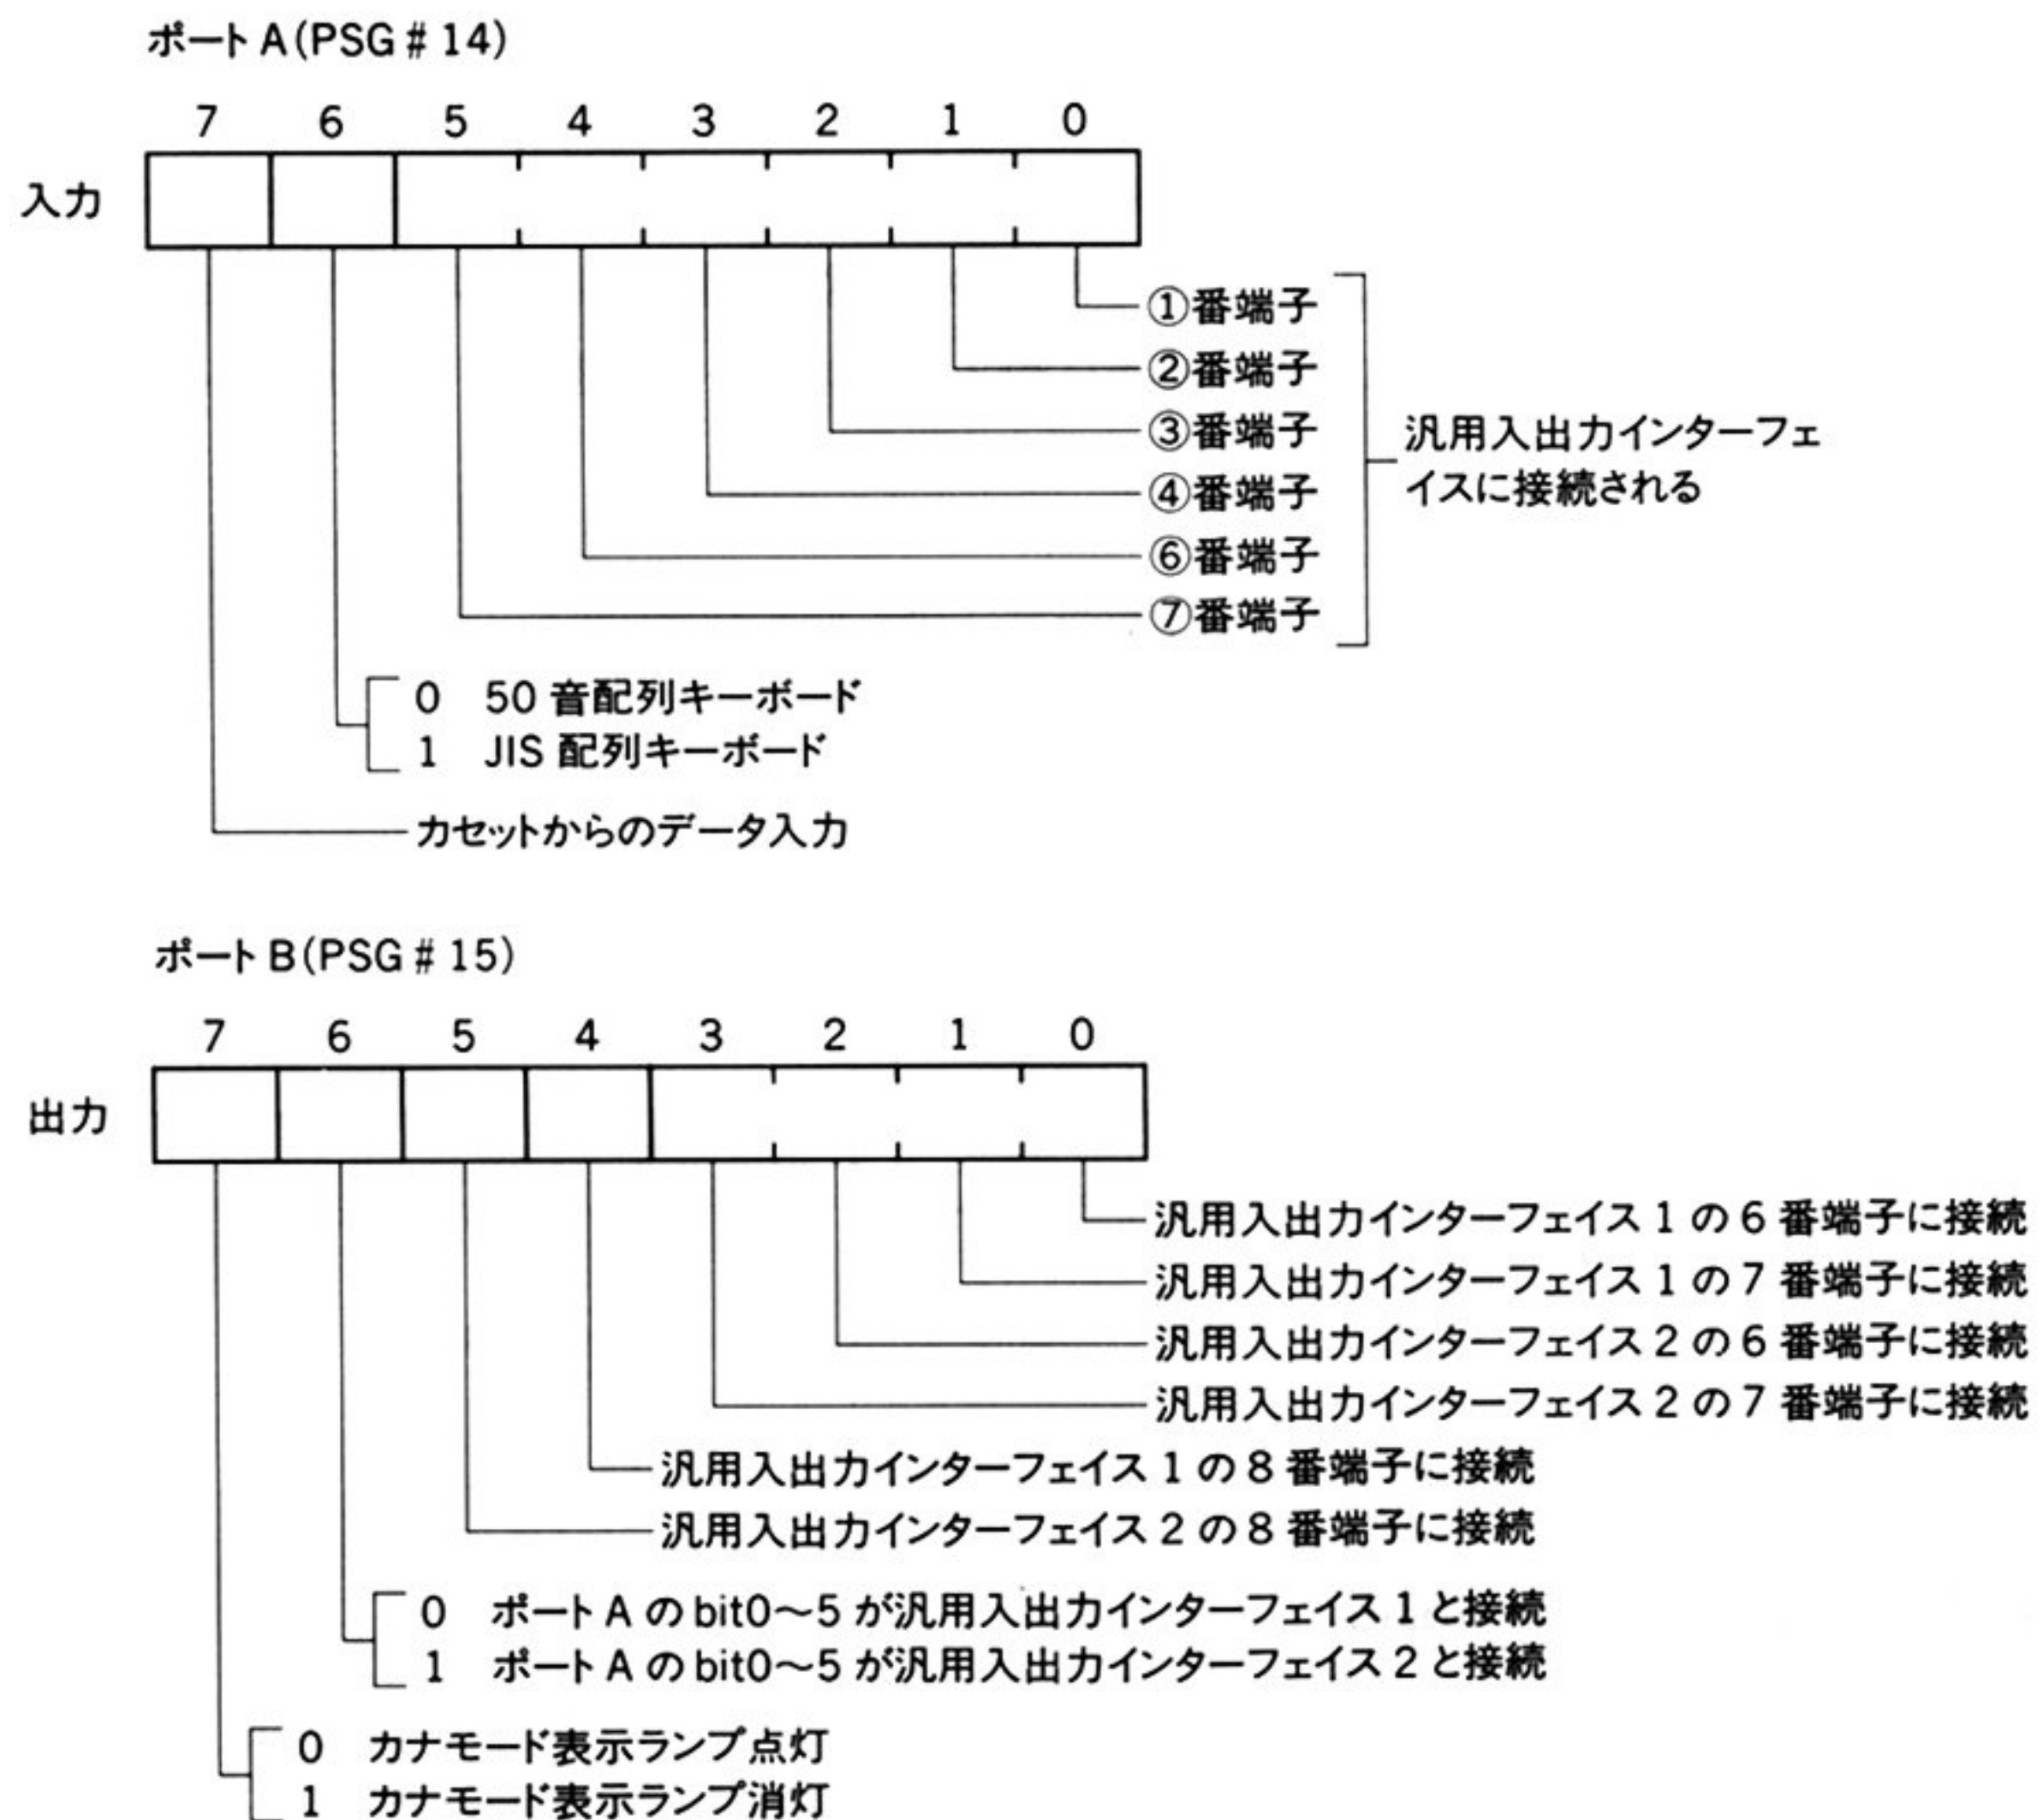 ポートA(PSG # 14)
7 6 5 4 3 2 1 0
入力
①番端子
②番端子
③番端子
④番端子
⑥番端子
⑦番端子
汎用入出力インターフェ
イスに接続される
0 50音配列キーボード
1 JIS配列キーボード
カセットからのデータ入力
ポートB(PSG # 15)
7 6 5 4 3 2 1 0
出力
汎用入出力インターフェイス1の6番端子に接続
汎用入出力インターフェイス1の7番端子に接続
汎用入出力インターフェイス2の6番端子に接続
汎用入出力インターフェイス2の7番端子に接続
汎用入出力インターフェイス1の8番端子に接続
汎用入出力インターフェイス2の8番端子に接続
0 ポートAのbit0〜5が汎用入出力インターフェイス1と接続
1 ポートAのbit0〜5が汎用入出力インターフェイス2と接続
0 カナモード表示ランプ点灯
1 カナモード表示ランプ消灯